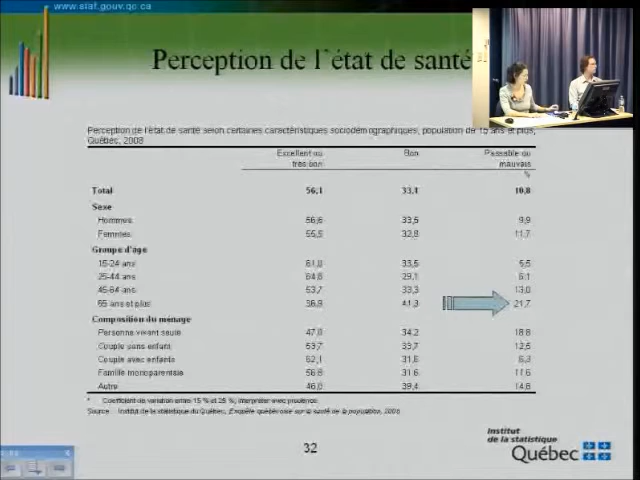 www.stat.gouv.qc.ca
Perception de l'état de santé
Perception de l'état de santé selon certaines caractéristiques sociodémographiques, population de 15 ans et plus,
Québec, 2008
Excellent ou très bon Bon Passable ou mauvais
%
Total 56,1 33,1 10,8
Sexe
Hommes 56,6 33,5 9,9
Femmes 55,5 32,8 11,7
Groupe d'âge
15-24 ans 61,0 33,5 5,5
25-44 ans 64,8 29,1 6,1
45-64 ans 53,7 33,3 13,0
65 ans et plus 36,9 41,3 21,7
Composition du ménage
Personne vivant seule 47,0 34,2 18,8
Couple sans enfant 53,7 33,7 12,6
Couple avec enfants 62,1 31,6 6,3
Famille monoparentale 56,8 31,6 11,6
Autre 46,0 39,4 14,6
* Coefficient de variation entre 15 % et 25 %; interpréter avec prudence.
Source : Institut de la statistique du Québec, Enquête québécoise sur la santé de la population, 2008
32
Institut
de la statistique
Québec